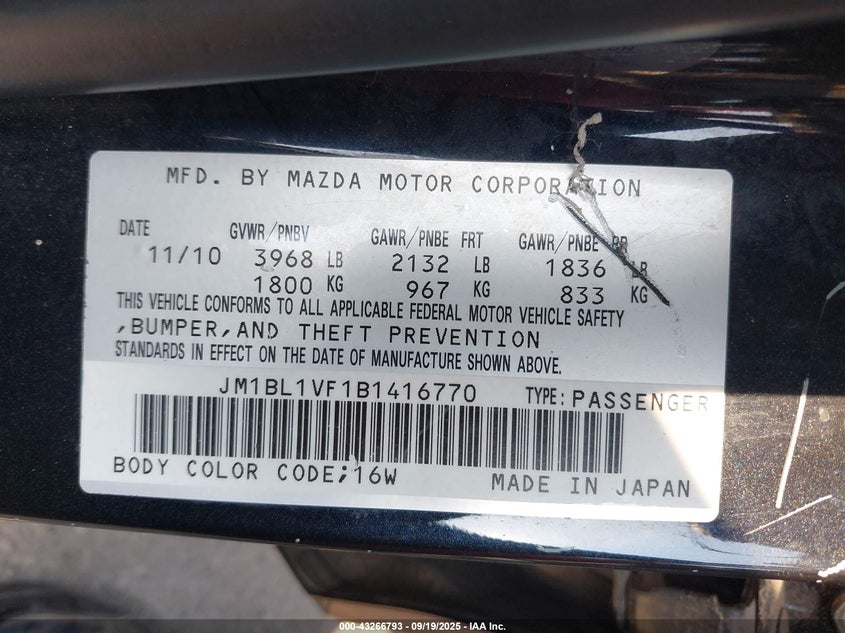 MFD. BY MAZDA MOTOR CORPORATION
DATE GVWR/PNBV GAWR/PNBE FRT GAWR/PNBE RR
11/10 3968 LB 2132 LB 1836 LB
1800 KG 967 KG 833 KG
THIS VEHICLE CONFORMS TO ALL APPLICABLE FEDERAL MOTOR VEHICLE SAFETY
,BUMPER,AND THEFT PREVENTION
STANDARDS IN EFFECT ON THE DATE OF MANUFACTURE SHOWN ABOVE.
JM1BL1VF1B1416770 TYPE: PASSENGER
BODY COLOR CODE;16W MADE IN JAPAN
000-43266793 - 09/19/2025 - IAA Inc.